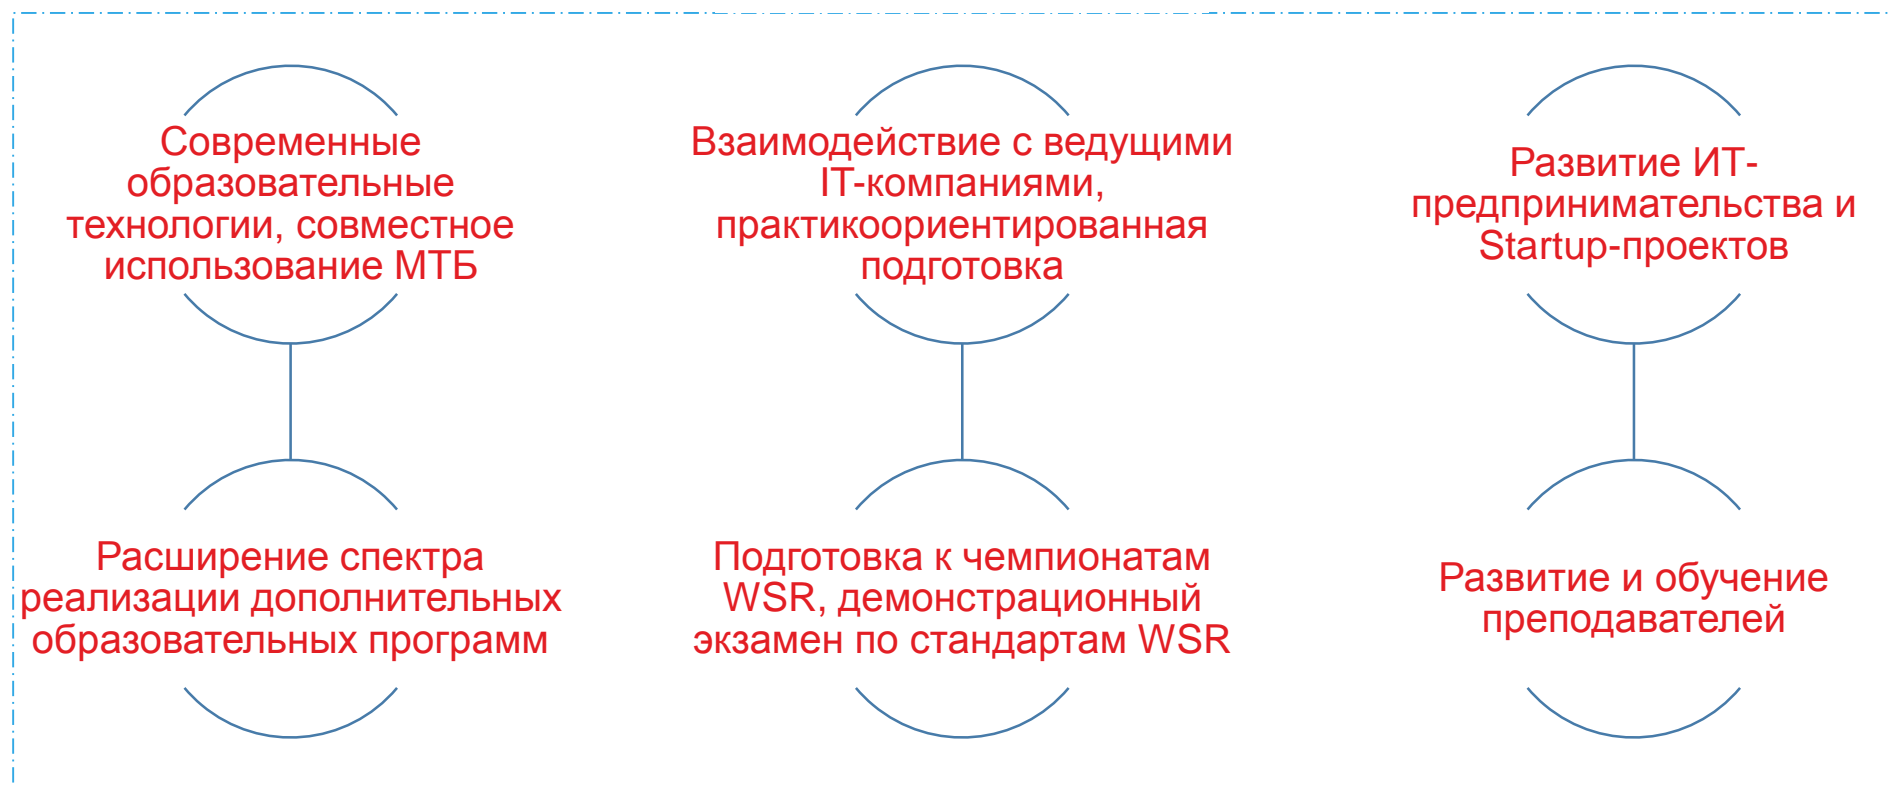 Современные
образовательные
технологии, совместное
использование МТБ
Взаимодействие с ведущими
IT-компаниями,
практикоориентированная
подготовка
Развитие ИТ-
предпринимательства и
Startup-проектов
Расширение спектра
реализации дополнительных
образовательных программ
Подготовка к чемпионатам
WSR, демонстрационный
экзамен по стандартам WSR
Развитие и обучение
преподавателей